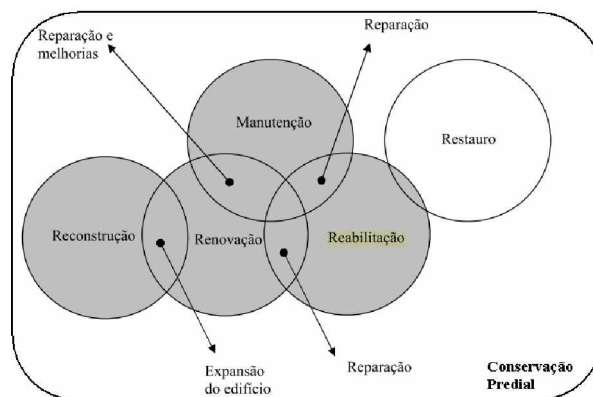 Reparação e
melhorias
Reparação
Manutenção
Restauro
Reconstrução
Renovação
Reabilitação
Expansão
do edifício
Reparação
Conservação
Predial